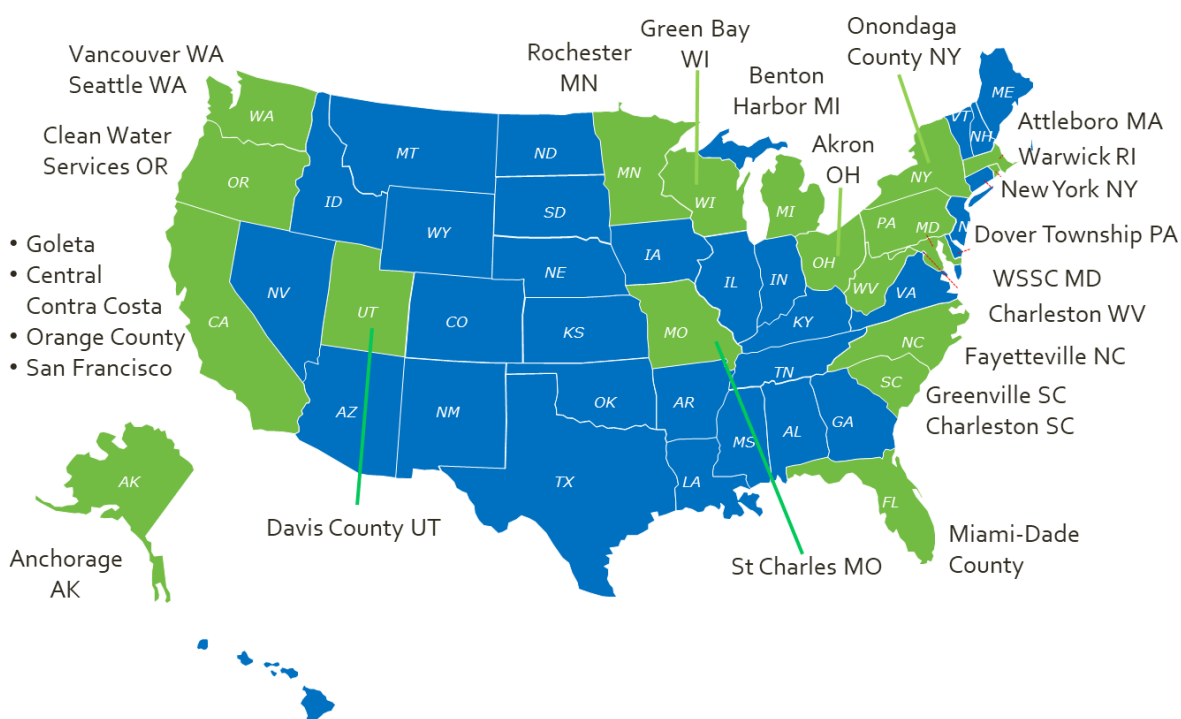 Vancouver WA
Seattle WA
Clean Water
Services OR
• Goleta
• Central
Contra Costa
• Orange County
• San Francisco
Rochester
MN
Green Bay
WI
Benton
Harbor MI
Akron
OH
Onondaga
County NY
Attleboro MA
Warwick RI
New York NY
Dover Township PA
WSSC MD
Charleston WV
Fayetteville NC
Greenville SC
Charleston SC
Miami-Dade
County
St Charles MO
Davis County UT
Anchorage
AK
WA
OR
CA
ID
NV
MT
WY
UT
AZ
CO
NM
ND
SD
NE
KS
OK
TX
MN
IA
MO
AR
LA
WI
IL
MI
IN
OH
KY
TN
MS
AL
GA
FL
SC
NC
VA
WV
PA
MD
NY
N
VT
NH
ME
AK